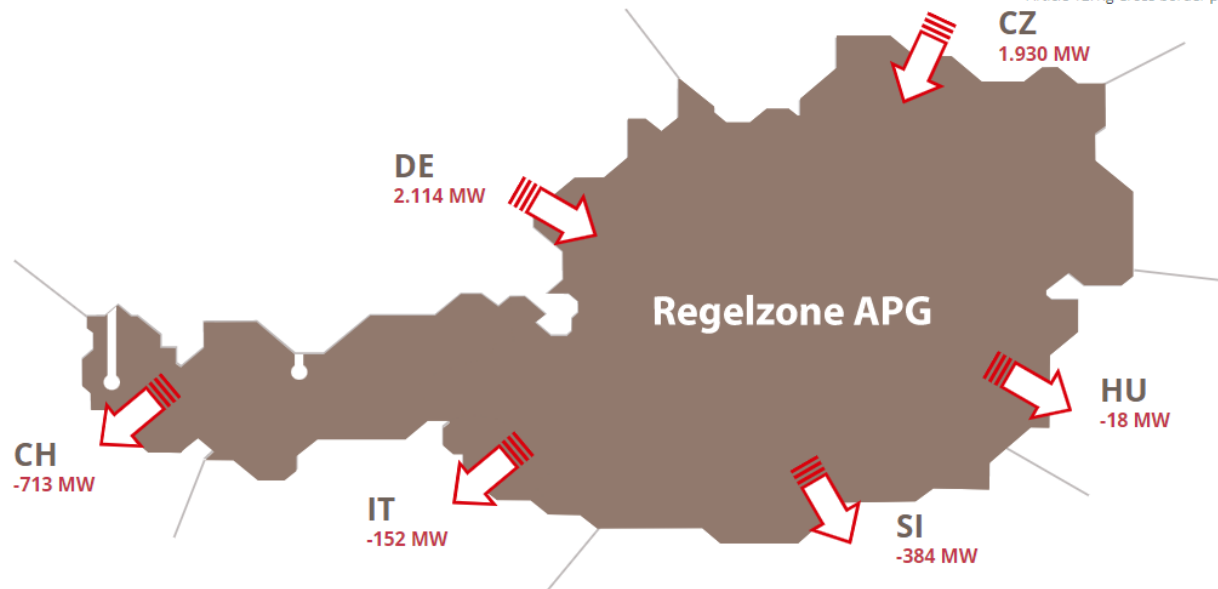 CZ
1.930 MW
DE
2.114 MW
Regelzone APG
HU
-18 MW
CH
-713 MW
IT
-152 MW
SI
-384 MW